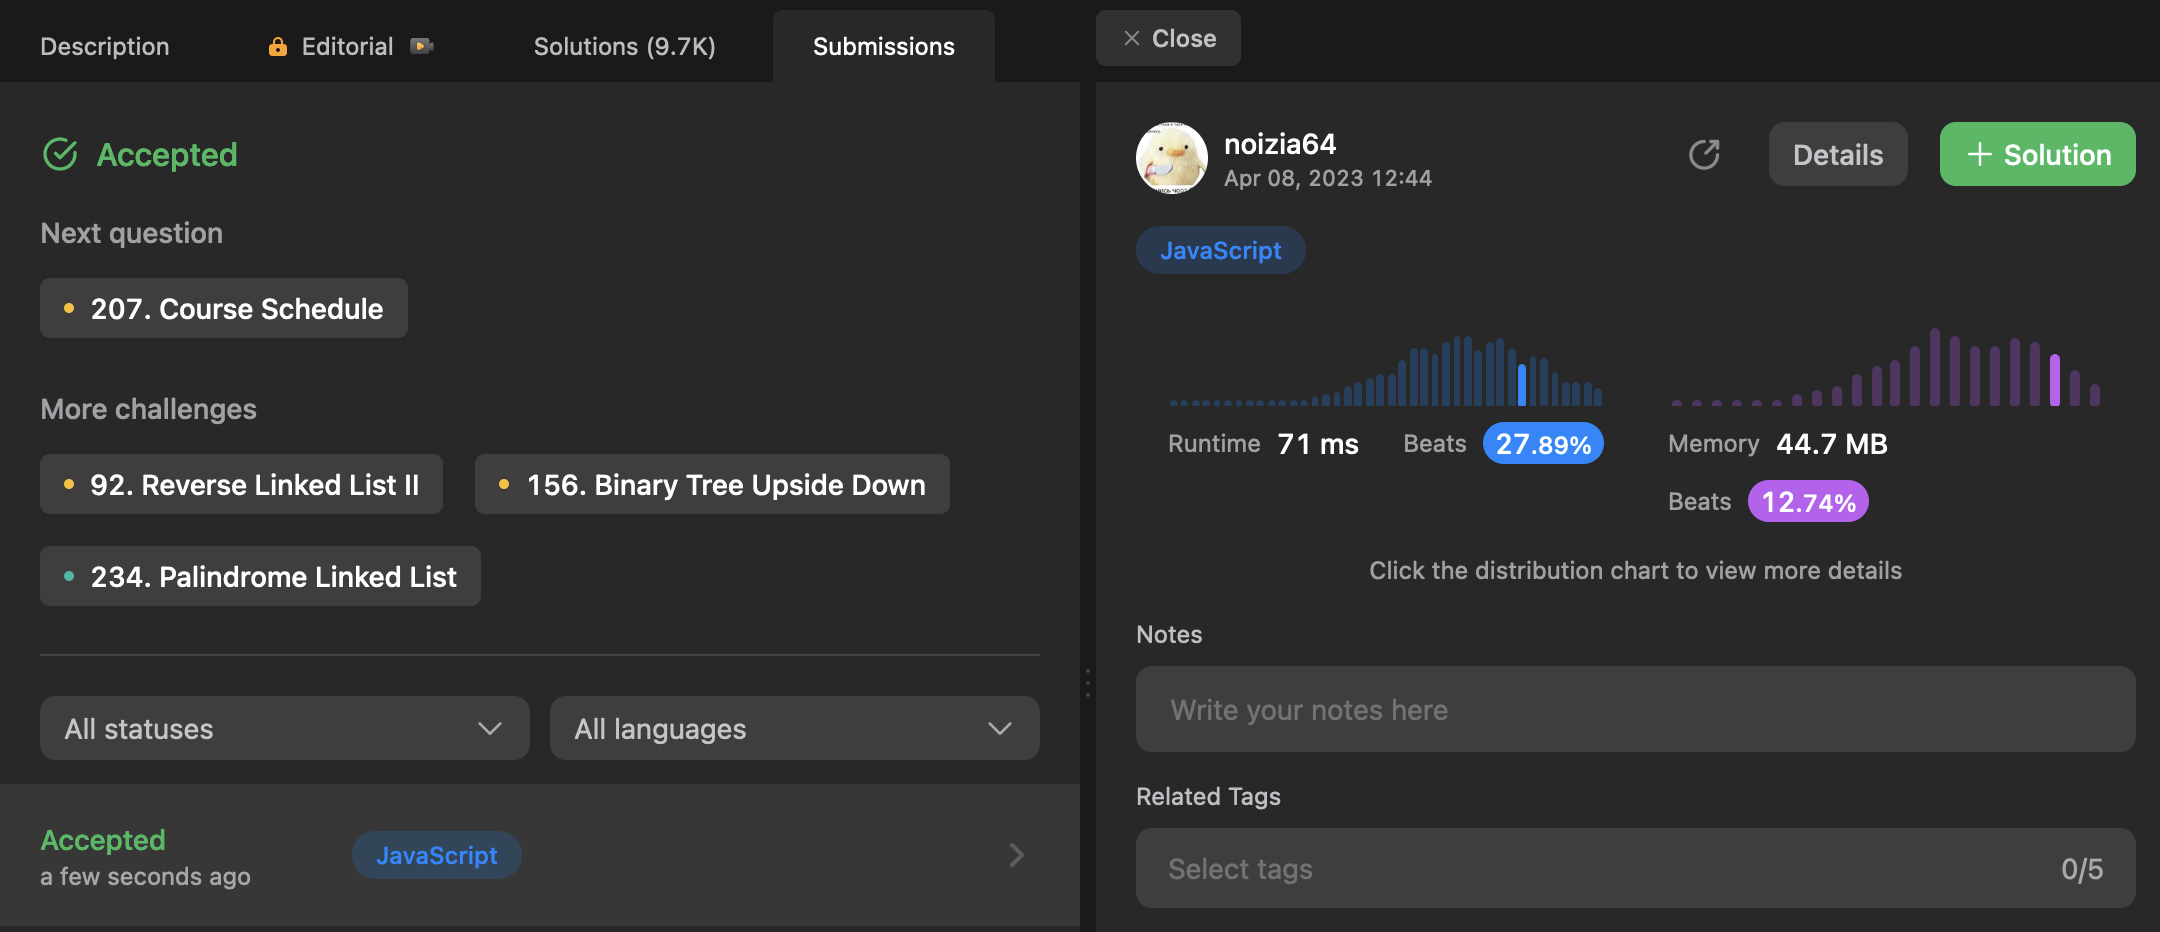 Description
Editorial
Solutions (9.7K)
Submissions
Close
Accepted
Next question
207. Course Schedule
More challenges
92. Reverse Linked List II
156. Binary Tree Upside Down
234. Palindrome Linked List
All statuses
All languages
Accepted
a few seconds ago
JavaScript
noizia64
Apr 08, 2023 12:44
Details
+ Solution
JavaScript
Runtime 71 ms Beats 27.89%
Memory 44.7 MB
Beats 12.74%
Click the distribution chart to view more details
Notes
Write your notes here
Related Tags
Select tags
0/5